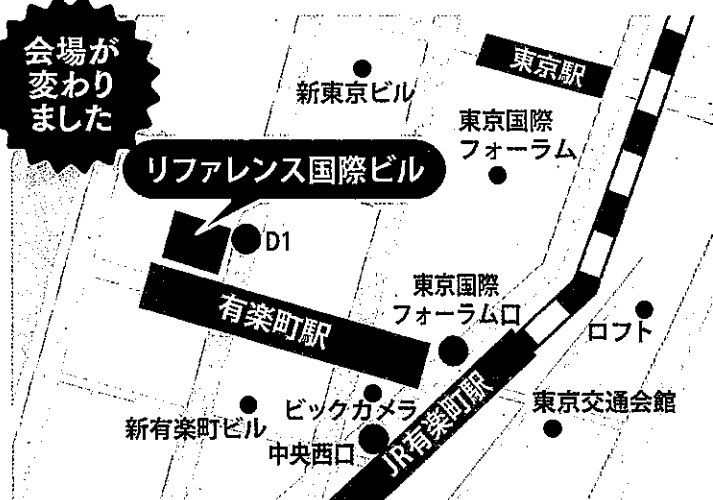 会場が
変わり
ました
東京駅
新東京ビル
東京国際
フォーラム
リファレンス国際ビル
D1
有楽町駅
東京国際
フォーラム口
ロフト
ビックカメラ
JR有楽町駅
東京交通会館
新有楽町ビル
中央西口